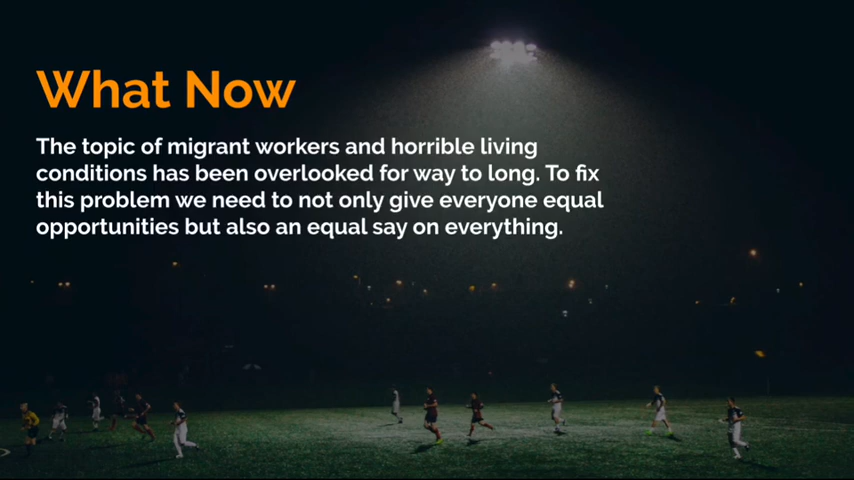 What Now
The topic of migrant workers and horrible living
conditions has been overlooked for way to long. To fix
this problem we need to not only give everyone equal
opportunities but also an equal say on everything.